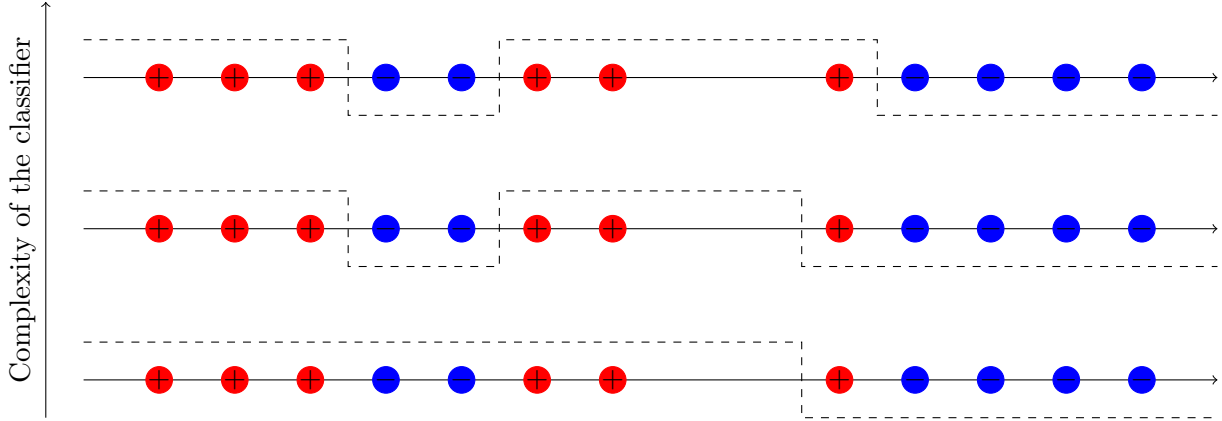 Complexity of the classifier
+ + + − − + + + − − − −
+ + + − − + + + − − − −
+ + + − − + + + − − − −